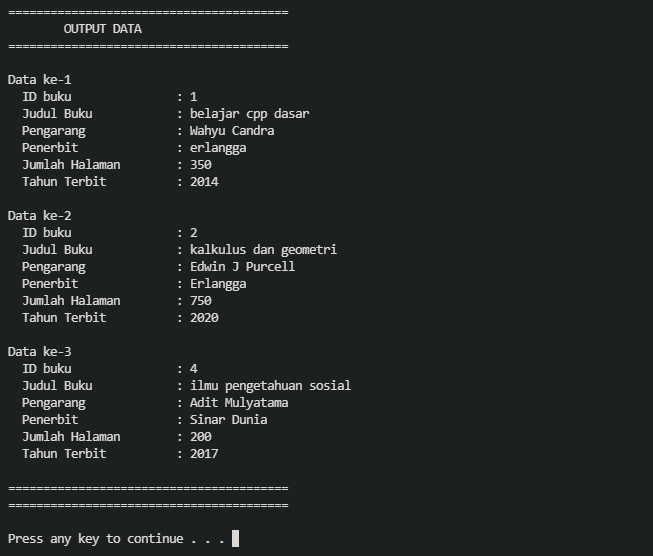 ========================================
OUTPUT DATA
========================================
Data ke-1
ID buku : 1
Judul Buku : belajar cpp dasar
Pengarang : Wahyu Candra
Penerbit : erlangga
Jumlah Halaman : 350
Tahun Terbit : 2014
Data ke-2
ID buku : 2
Judul Buku : kalkulus dan geometri
Pengarang : Edwin J Purcell
Penerbit : Erlangga
Jumlah Halaman : 750
Tahun Terbit : 2020
Data ke-3
ID buku : 4
Judul Buku : ilmu pengetahuan sosial
Pengarang : Adit Mulyatama
Penerbit : Sinar Dunia
Jumlah Halaman : 200
Tahun Terbit : 2017
========================================
========================================
Press any key to continue . . .